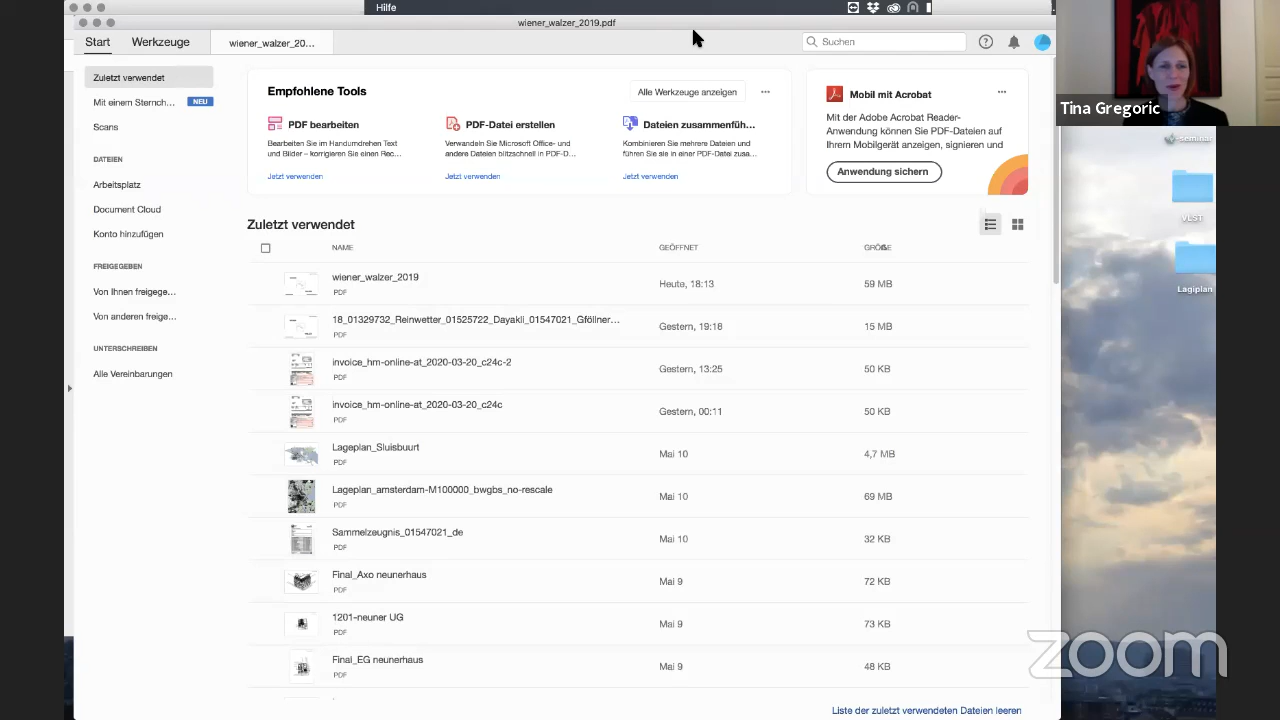 Hilfe
wiener_walzer_2019.pdf
Start
Werkzeuge
wiener_walzer_20...
Suchen
Tina Gregoric
Zuletzt verwendet
Mit einem Sternch...
NEU
Scans
DATEIEN
Arbeitsplatz
Document Cloud
Konto hinzufügen
FREIGEGEBEN
Von Ihnen freigege...
Von anderen freige...
UNTERSCHREIBEN
Alle Vereinbarungen
Empfohlene Tools
Alle Werkzeuge anzeigen
PDF bearbeiten
Bearbeiten Sie im Handumdrehen Text
und Bilder – korrigieren Sie einen Rec...
Jetzt verwenden
PDF-Datei erstellen
Verwandeln Sie Microsoft Office- und
andere Dateien blitzschnell in PDF-D...
Jetzt verwenden
Dateien zusammenfüh...
Kombinieren Sie mehrere Dateien und
führen Sie sie in einer PDF-Datei zusa...
Jetzt verwenden
Mobil mit Acrobat
Mit der Adobe Acrobat Reader-
Anwendung können Sie PDF-Dateien auf
Ihrem Mobilgerät anzeigen, signieren und
Anwendung sichern
Zuletzt verwendet
NAME
GEÖFFNET
GRÖßE
wiener_walzer_2019
PDF
Heute, 18:13
59 MB
18_01329732_Reinwetter_01525722_Dayakli_01547021_Gföllner...
PDF
Gestern, 19:18
15 MB
invoice_hm-online-at_2020-03-20_c24c-2
PDF
Gestern, 13:25
50 KB
invoice_hm-online-at_2020-03-20_c24c
PDF
Gestern, 00:11
50 KB
Lageplan_Sluisbuurt
PDF
Mai 10
4,7 MB
Lageplan_amsterdam-M100000_bwgbs_no-rescale
PDF
Mai 10
69 MB
Sammelzeugnis_01547021_de
PDF
Mai 10
32 KB
Final_Axo neunerhaus
PDF
Mai 9
72 KB
1201-neuner UG
PDF
Mai 9
73 KB
Final_EG neunerhaus
PDF
Mai 9
48 KB
Liste der zuletzt verwendeten Dateien leeren
VLST
Lagiplan
zoom